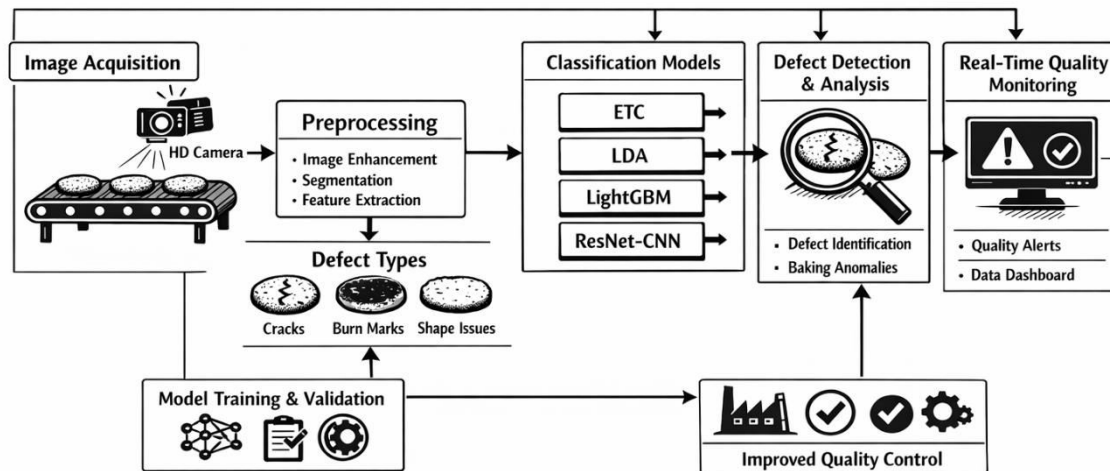 Image Acquisition
HD Camera
Preprocessing
• Image Enhancement
• Segmentation
• Feature Extraction
Defect Types
Cracks
Burn Marks
Shape Issues
Classification Models
ETC
LDA
LightGBM
ResNet-CNN
Defect Detection
& Analysis
• Defect Identification
• Baking Anomalies
Real-Time Quality
Monitoring
• Quality Alerts
• Data Dashboard
Model Training & Validation
Improved Quality Control